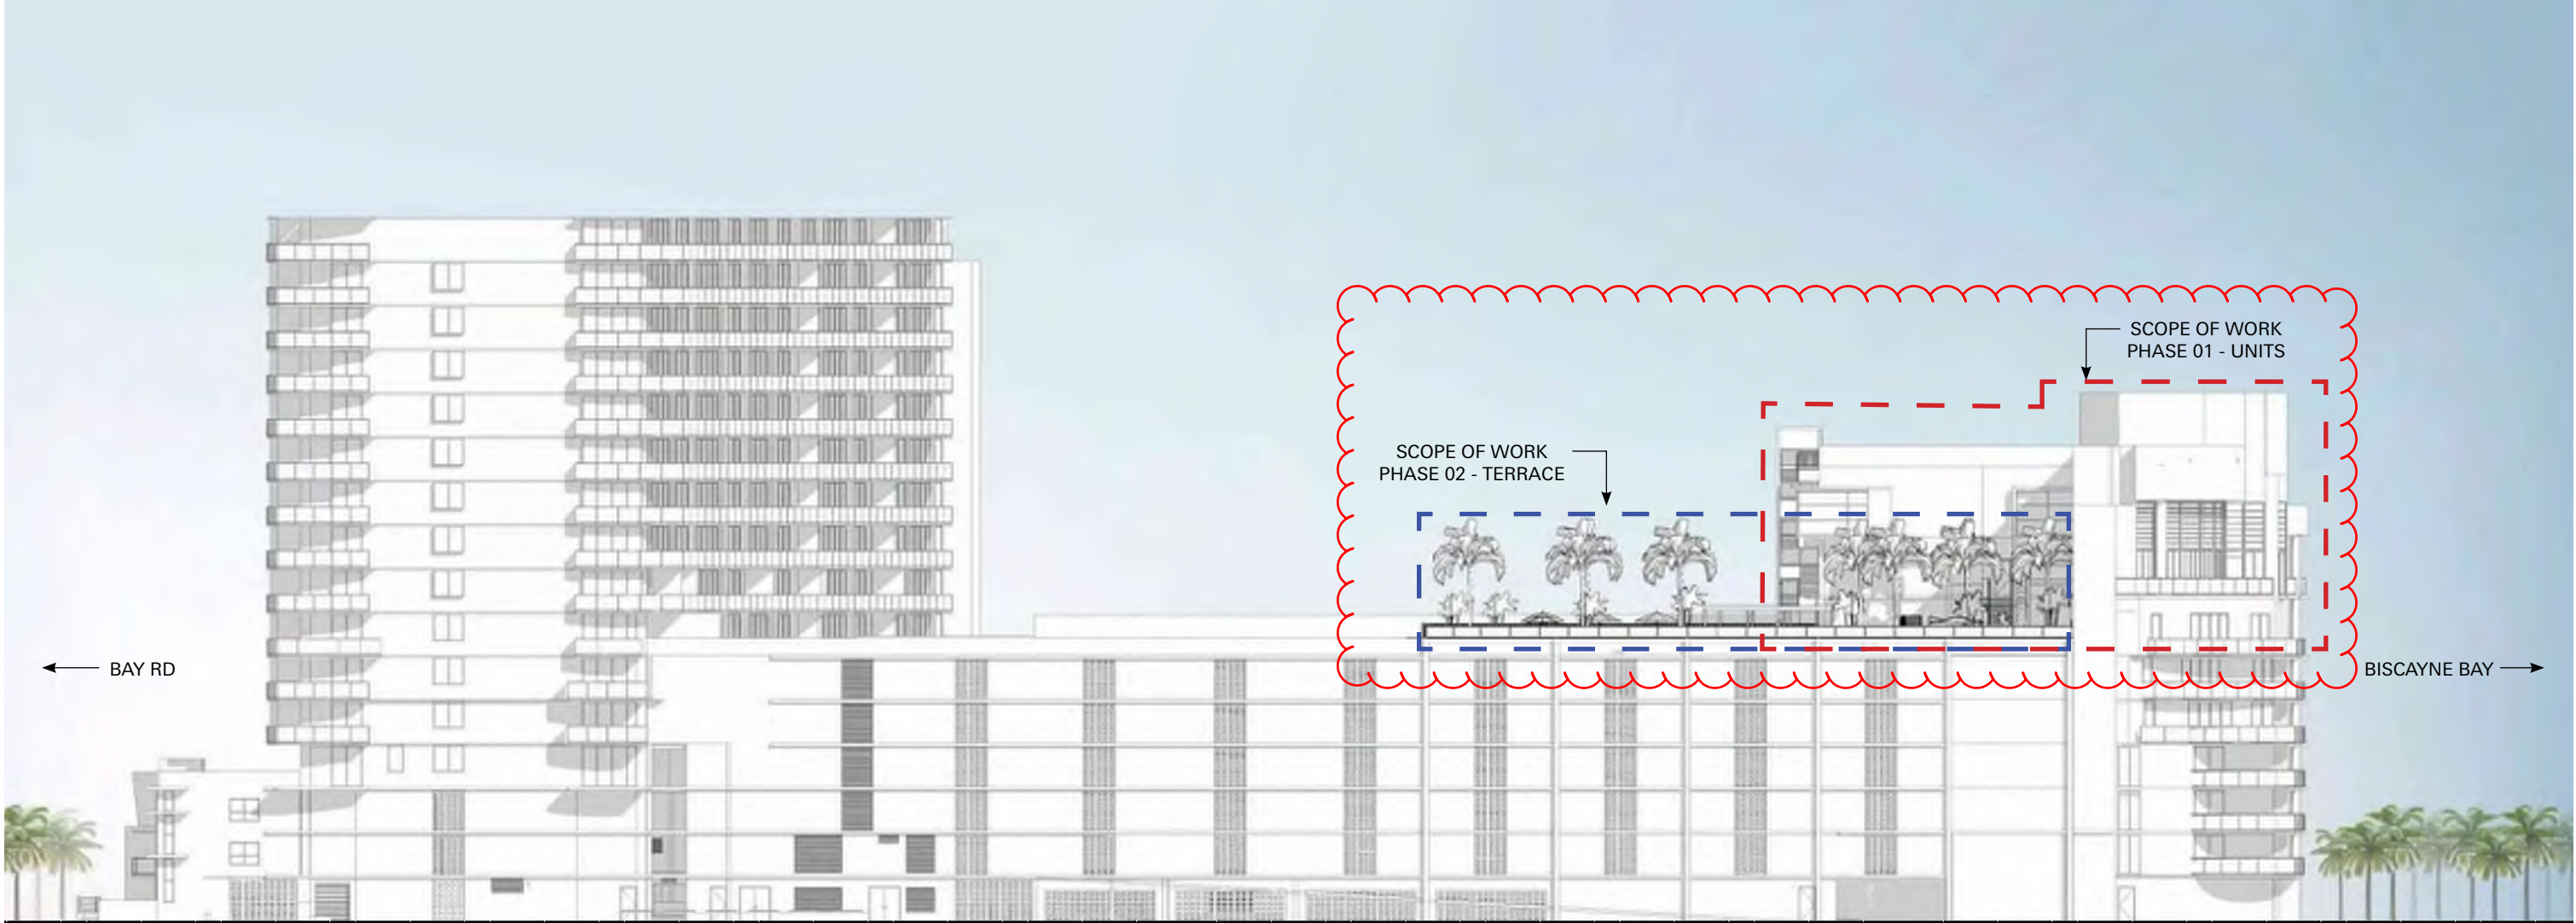 SCOPE OF WORK
PHASE 01 - UNITS
SCOPE OF WORK
PHASE 02 - TERRACE
BAY RD
BISCAYNE BAY